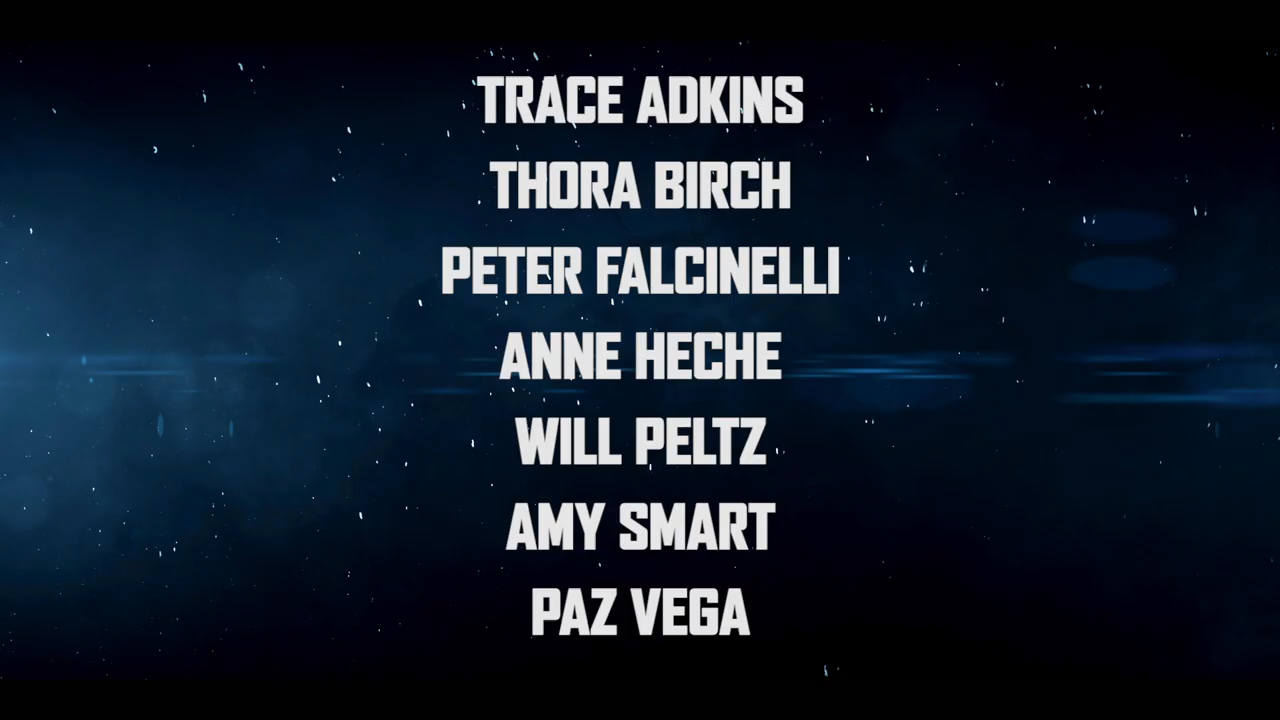 TRACE ADKINS
THORA BIRCH
PETER FALCINELLI
ANNE HECHE
WILL PELTZ
AMY SMART
PAZ VEGA